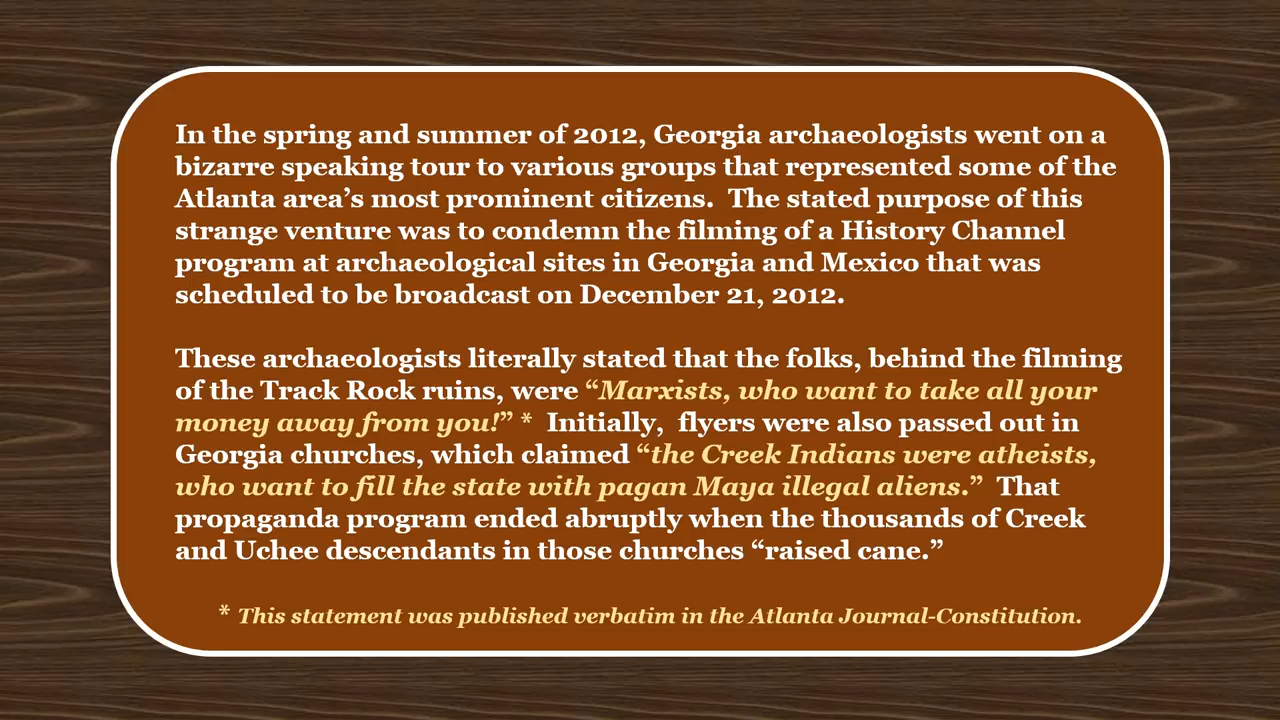 In the spring and summer of 2012, Georgia archaeologists went on a
bizarre speaking tour to various groups that represented some of the
Atlanta area’s most prominent citizens.  The stated purpose of this
strange venture was to condemn the filming of a History Channel
program at archaeological sites in Georgia and Mexico that was
scheduled to be broadcast on December 21, 2012.
These archaeologists literally stated that the folks, behind the filming
of the Track Rock ruins, were “Marxists, who want to take all your
money away from you!” *  Initially,  flyers were also passed out in
Georgia churches, which claimed “the Creek Indians were atheists,
who want to fill the state with pagan Maya illegal aliens.”  That
propaganda program ended abruptly when the thousands of Creek
and Uchee descendants in those churches “raised cane.”
* This statement was published verbatim in the Atlanta Journal-Constitution.